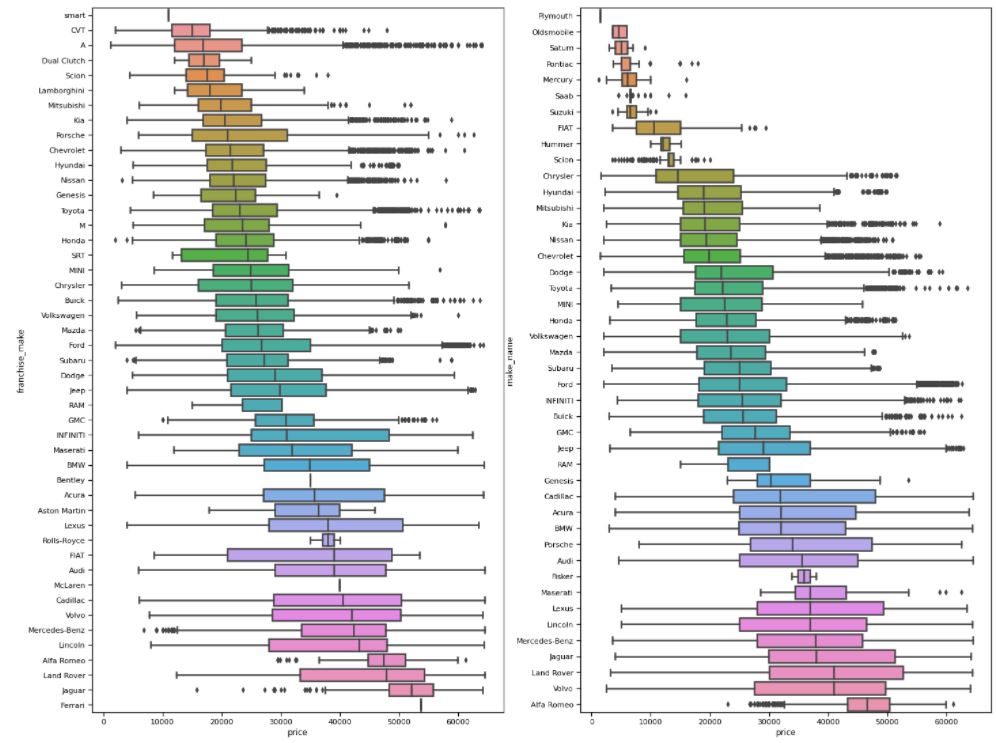 smart
CVT
A
Dual Clutch
Scion
Lamborghini
Mitsubishi
Kia
Porsche
Chevrolet
Hyundai
Nissan
Genesis
Toyota
M
Honda
SRT
MINI
Chrysler
Buick
Volkswagen
Mazda
Ford
Subaru
Dodge
Jeep
RAM
GMC
INFINITI
Maserati
BMW
Bentley
Acura
Aston Martin
Lexus
Rolls-Royce
FIAT
Audi
McLaren
Cadillac
Volvo
Mercedes-Benz
Lincoln
Alfa Romeo
Land Rover
Jaguar
Ferrari
franchise_make
0 10000 20000 30000 40000 50000 60000
price
Plymouth
Oldsmobile
Saturn
Pontiac
Mercury
Saab
Suzuki
FIAT
Hummer
Scion
Chrysler
Hyundai
Mitsubishi
Kia
Nissan
Chevrolet
Dodge
Toyota
MINI
Honda
Volkswagen
Mazda
Subaru
Ford
INFINITI
Buick
GMC
Jeep
RAM
Genesis
Cadillac
Acura
BMW
Porsche
Audi
Fisker
Maserati
Lexus
Lincoln
Mercedes-Benz
Jaguar
Land Rover
Volvo
Alfa Romeo
make_name
0 10000 20000 30000 40000 50000 60000
price